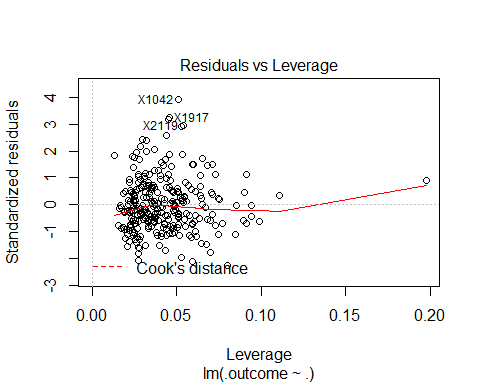 Residuals vs Leverage
Standardized residuals
4
3
2
1
0
-1
-3
X1042
X1917
X2119
Cook's distance
0.00 0.05 0.10 0.15 0.20
Leverage
lm(.outcome ~ .)